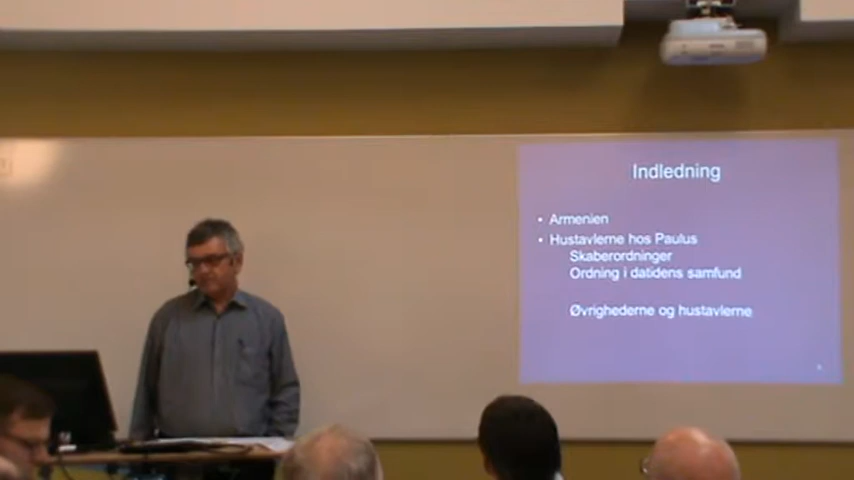 Indledning
• Armenien
• Hustavlerne hos Paulus
Skaberordninger
Ordning i datidens samfund
Øvrighederne og hustavlerne